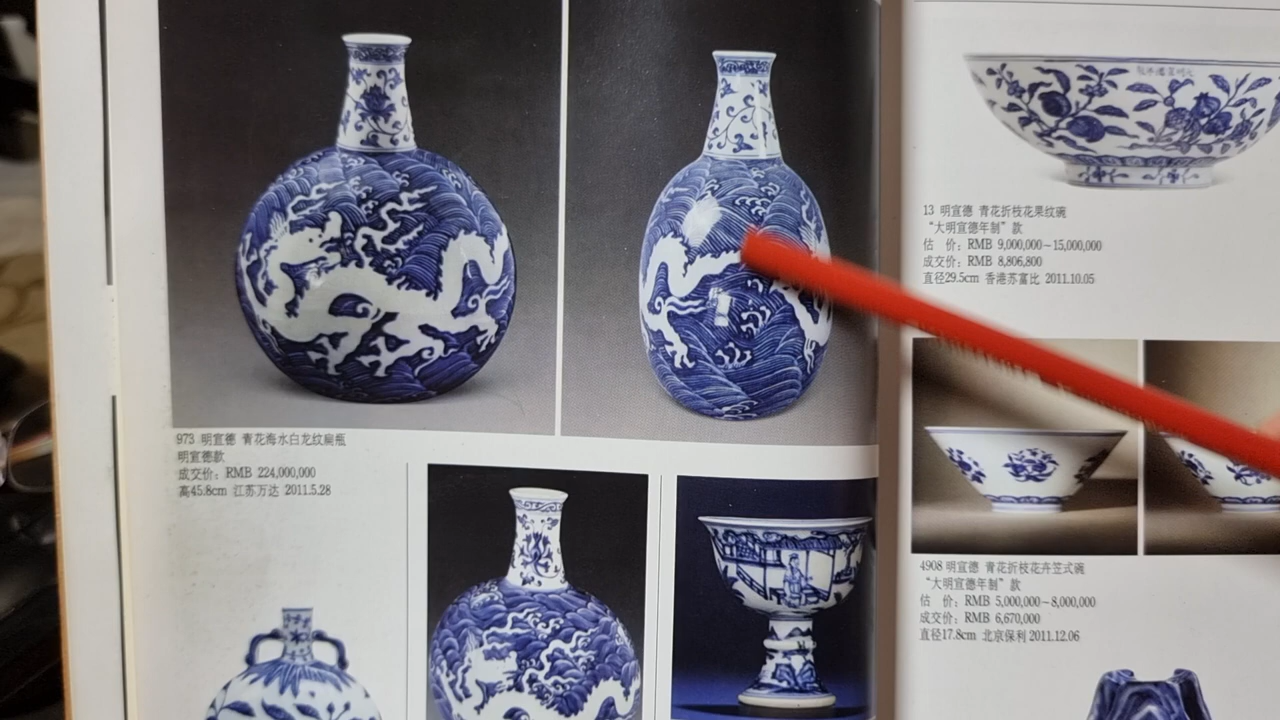 973 明宣德 青花海水白龙纹扁瓶
明宣德款
成交价：RMB 224,000,000
高45.8cm 江苏万达 2011.5.28
13 明宣德 青花折枝花果纹碗
“大明宣德年制”款
估 价：RMB 9,000,000~15,000,000
成交价：RMB 8,806,800
直径29.5cm 香港苏富比 2011.10.05
4908 明宣德 青花折枝花卉笠式碗
“大明宣德年制”款
估 价：RMB 5,000,000~8,000,000
成交价：RMB 6,670,000
直径17.8cm 北京保利 2011.12.06